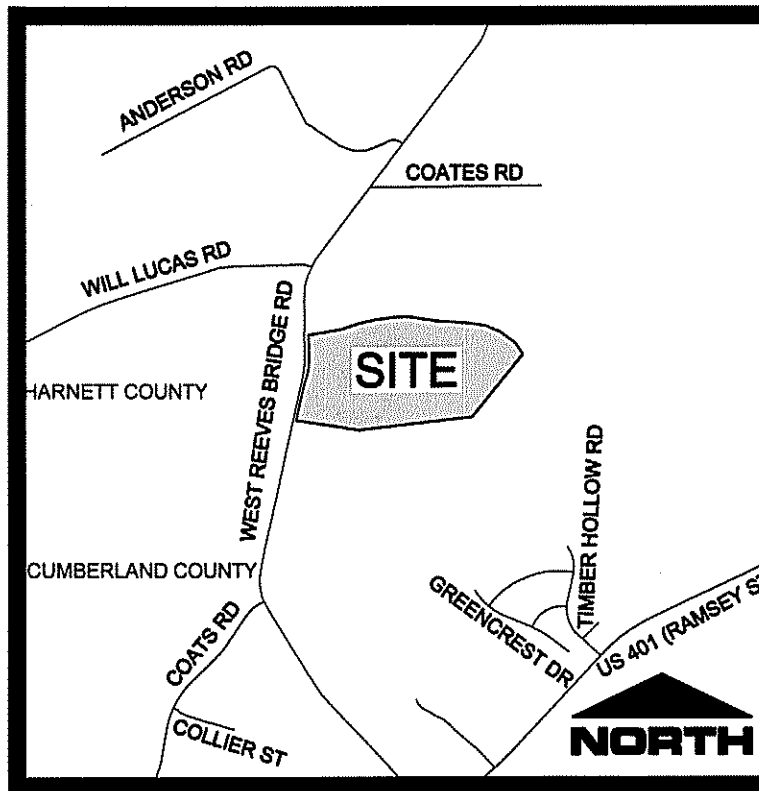 ANDERSON RD
COATES RD
WILL LUCAS RD
WEST REEVES BRIDGE RD
SITE
HARNETT COUNTY
TIMBER HOLLOW RD
CUMBERLAND COUNTY
GREENCREST DR
US 401 (RAMSEY ST
COATS RD
COLLIER ST
NORTH